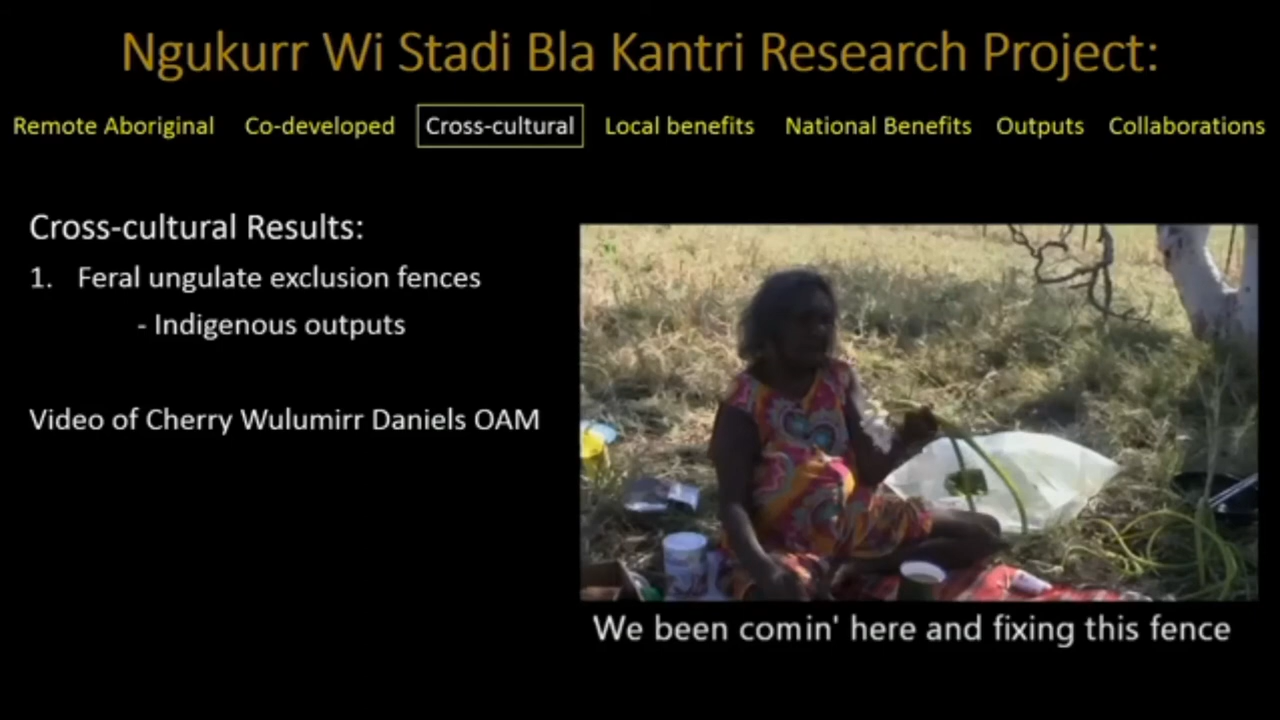 Ngukurr Wi Stadi Bla Kantri Research Project:
Remote Aboriginal Co-developed Cross-cultural Local benefits National Benefits Outputs Collaborations
Cross-cultural Results:
1. Feral ungulate exclusion fences
- Indigenous outputs
Video of Cherry Wulumirr Daniels OAM
We been comin' here and fixing this fence